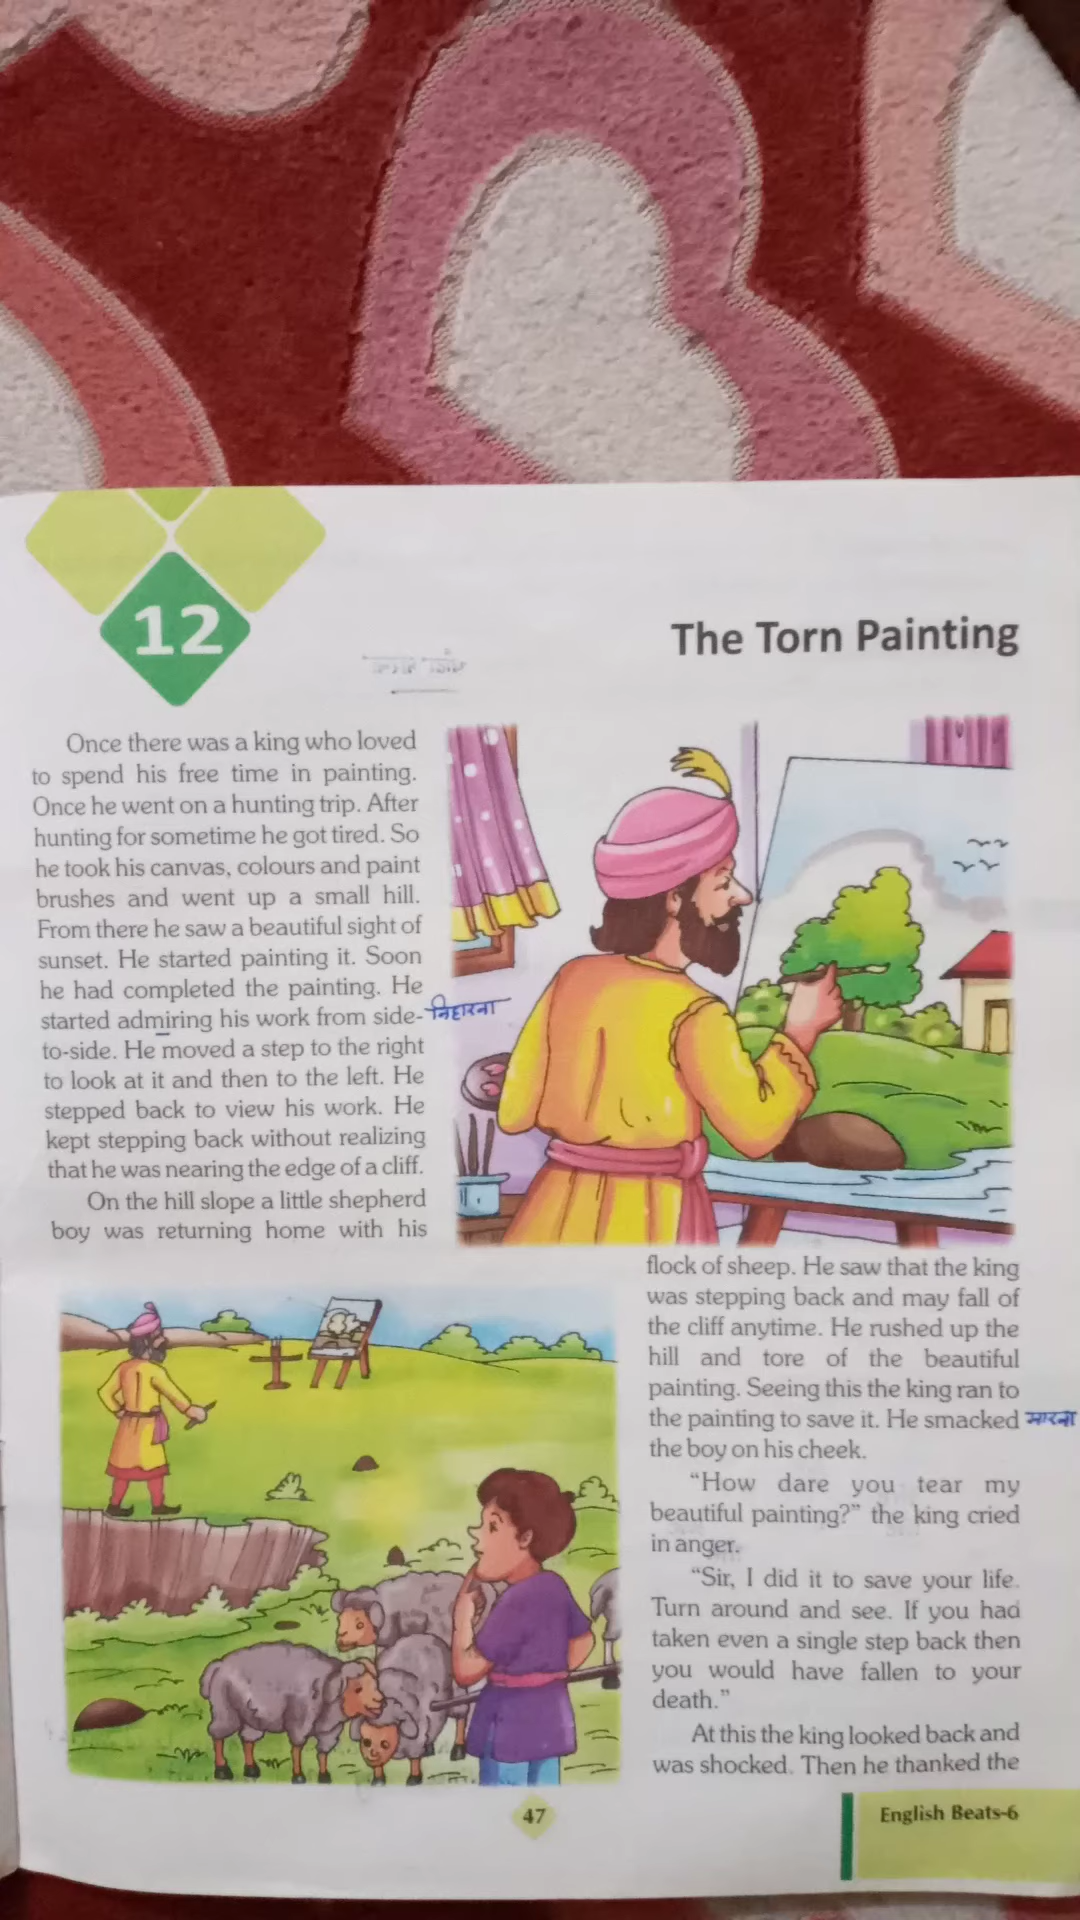 12
The Torn Painting
Once there was a king who loved
to spend his free time in painting.
Once he went on a hunting trip. After
hunting for sometime he got tired. So
he took his canvas, colours and paint
brushes and went up a small hill.
From there he saw a beautiful sight of
sunset. He started painting it. Soon
he had completed the painting. He
started admiring his work from side-
निहारना
to-side. He moved a step to the right
to look at it and then to the left. He
stepped back to view his work. He
kept stepping back without realizing
that he was nearing the edge of a cliff.
On the hill slope a little shepherd
boy was returning home with his
flock of sheep. He saw that the king
was stepping back and may fall of
the cliff anytime. He rushed up the
hill and tore of the beautiful
painting. Seeing this the king ran to
the painting to save it. He smacked
मारना
the boy on his cheek.
“How dare you tear my
beautiful painting?” the king cried
in anger.
“Sir, I did it to save your life.
Turn around and see. If you had
taken even a single step back then
you would have fallen to your
death.”
At this the king looked back and
was shocked. Then he thanked the
47
English Beats-6